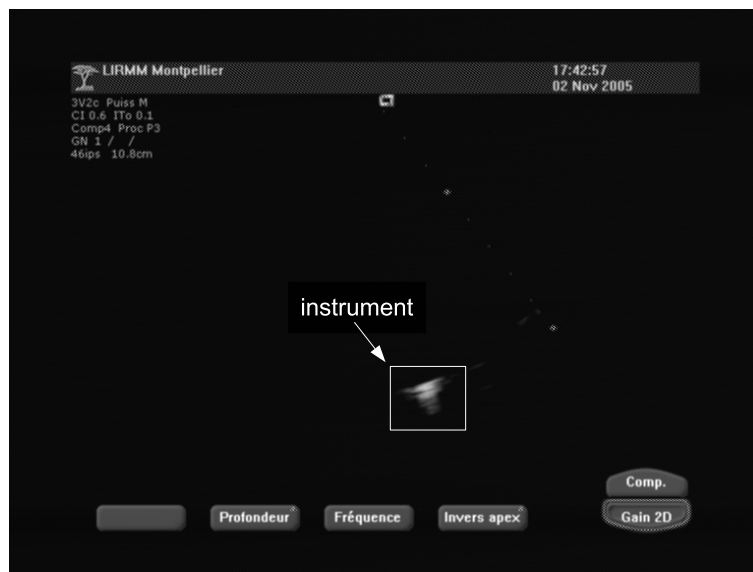 LIRMM Montpellier
17:42:57
02 Nov 2005
3V2c Puiss M
CI 0.6 ITo 0.1
Comp4 Proc P3
GN 1 / /
46ips 10.8cm
instrument
Comp.
Profondeur
Fréquence
Invers apex
Gain 2D